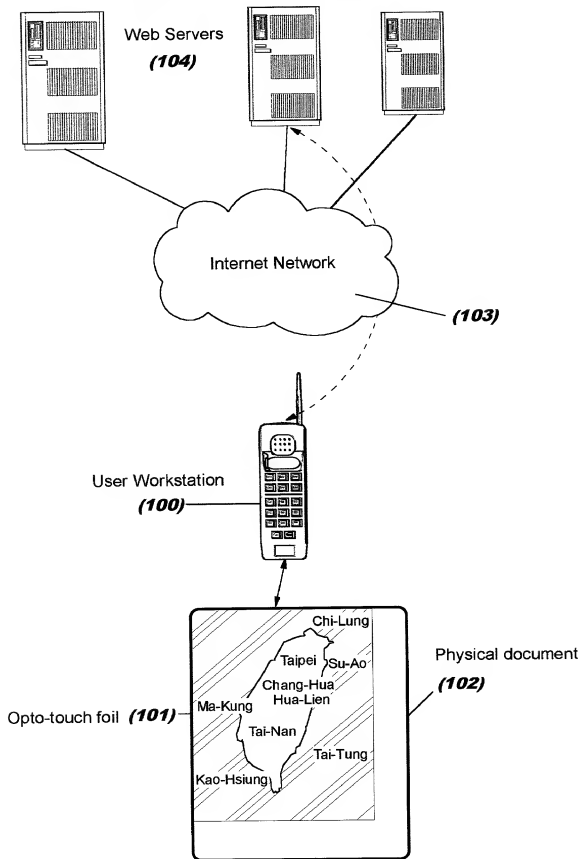 Web Servers
(104)
Internet Network
(103)
User Workstation
(100)
Chi-Lung
Taipei
Su-Ao
Physical document
(102)
Chang-Hua
Hua-Lien
Ma-Kung
Opto-touch foil (101)
Tai-Nan
Tai-Tung
Kao-Hsiung